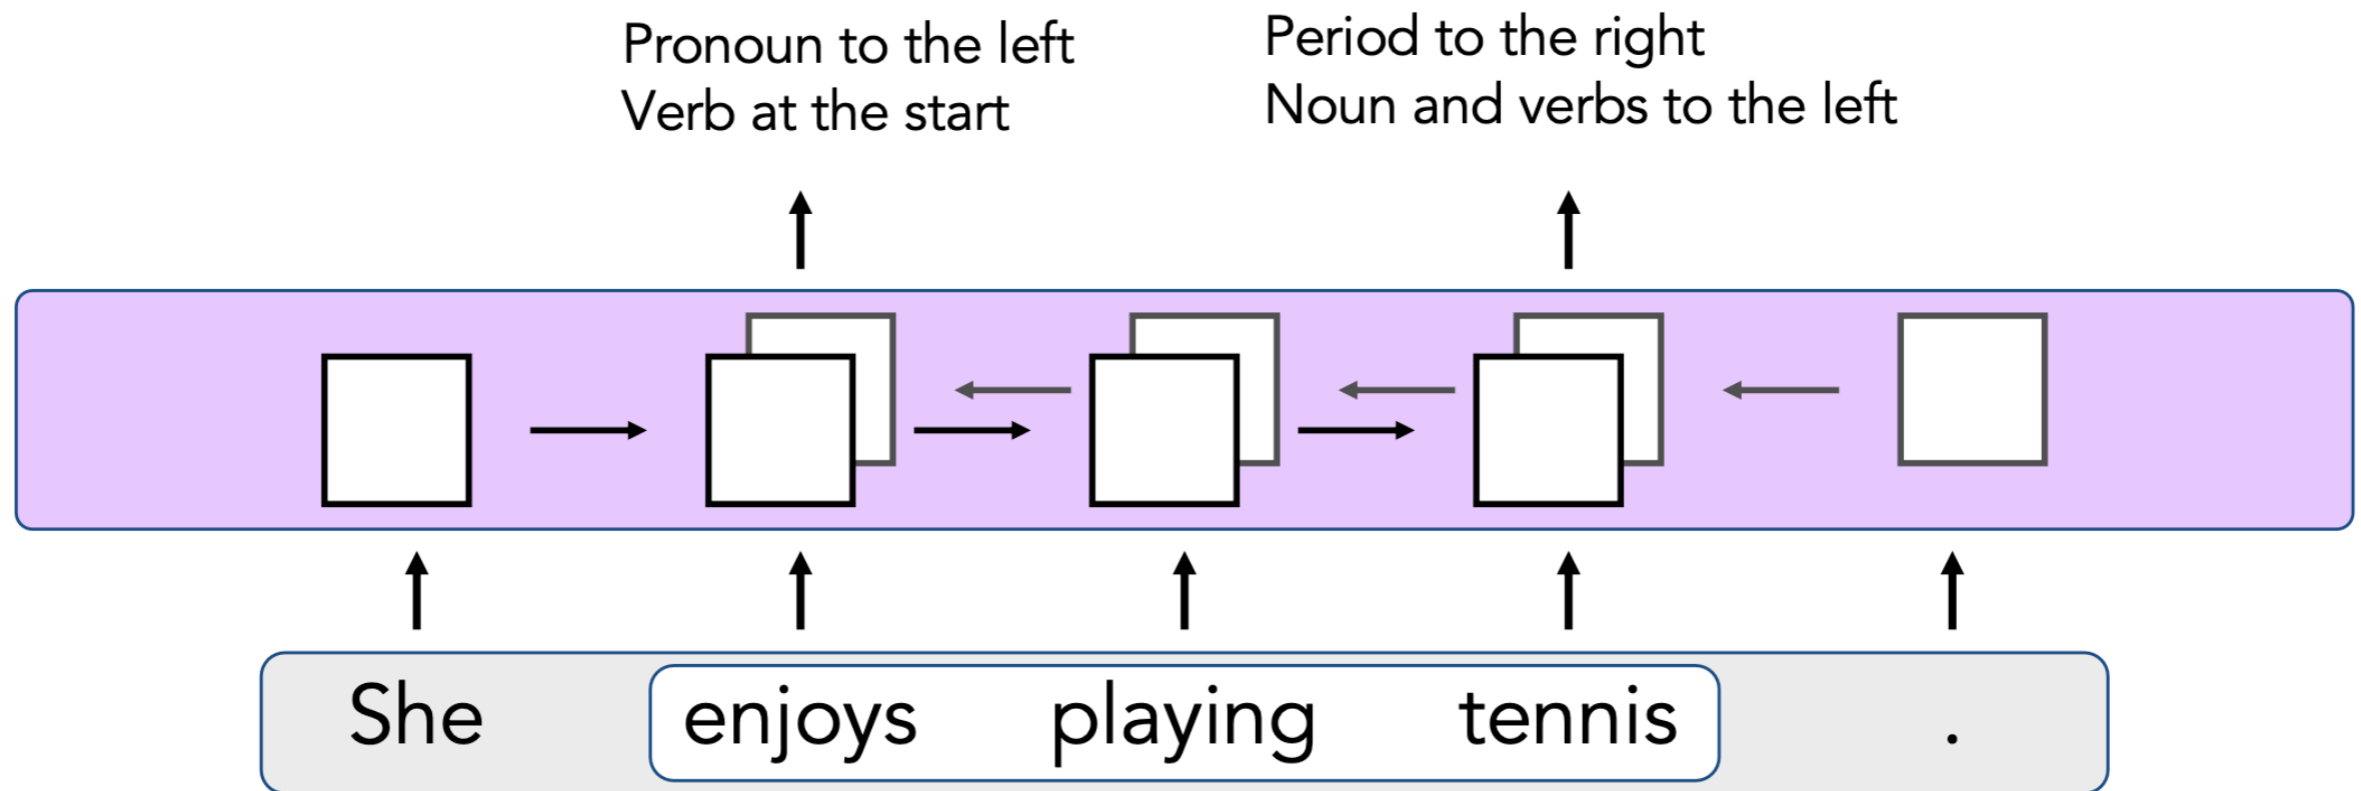 Pronoun to the left
Verb at the start
Period to the right
Noun and verbs to the left
She enjoys playing tennis .